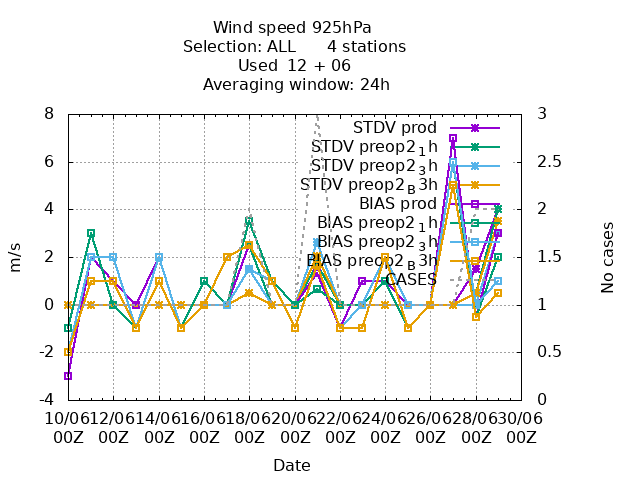 Wind speed 925hPa
Selection: ALL 4 stations
Used 12 + 06
Averaging window: 24h
8 3
6 2.5
4 2
2 1.5
0 1
-2 0.5
-4 0
STDV prod
STDV preop2_1h
STDV preop2_3h
STDV preop2_B3h
BIAS prod
BIAS preop2_1h
BIAS preop2_3h
BIAS preop2_B3h
CASES
m/s
No cases
10/06 12/06 14/06 16/06 18/06 20/06 22/06 24/06 26/06 28/06 30/06
00Z 00Z 00Z 00Z 00Z 00Z 00Z 00Z 00Z 00Z 00Z
Date